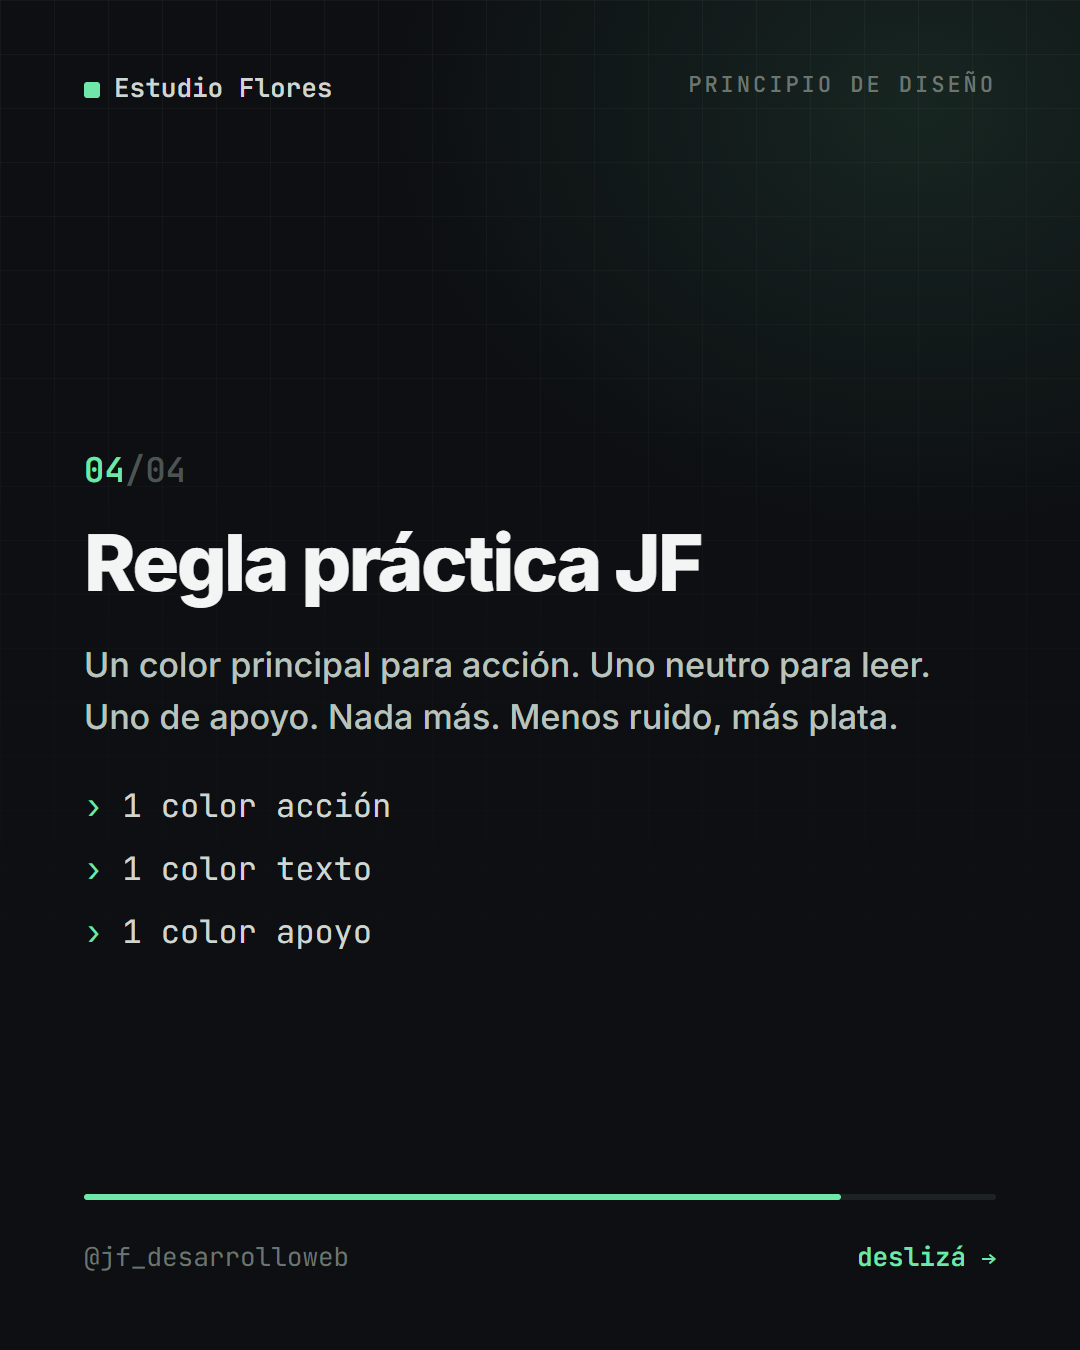 Estudio Flores
PRINCIPIO DE DISEÑO
04/04
Regla práctica JF
Un color principal para acción. Uno neutro para leer.
Uno de apoyo. Nada más. Menos ruido, más plata.
› 1 color acción
› 1 color texto
› 1 color apoyo
@jf_desarrolloweb
deslizá →